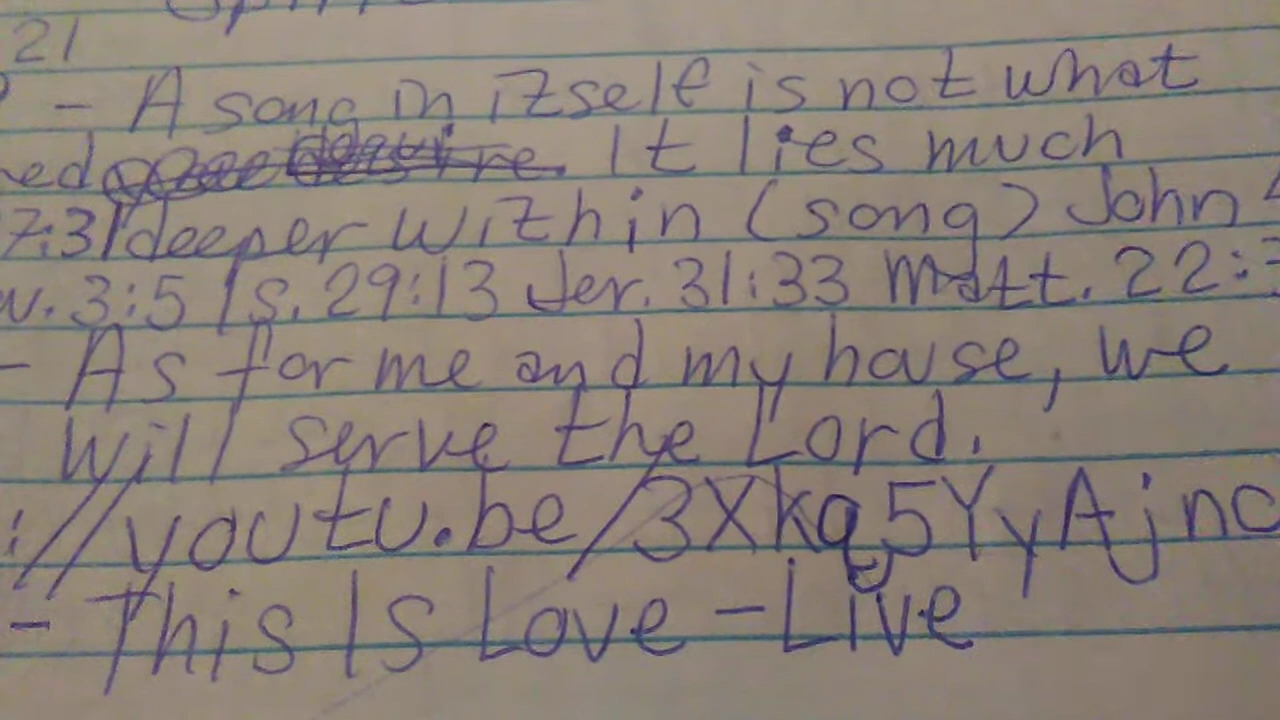 21
- A song in itself is not what
ed It lies much
7:31 deeper within (song) John
3:5 Is. 29:13 Jer. 31:33 Matt. 22:
- As for me and my house, we
will serve the Lord.
://youtu.be/3Xkq5YyAjnc
- This Is Love - Live